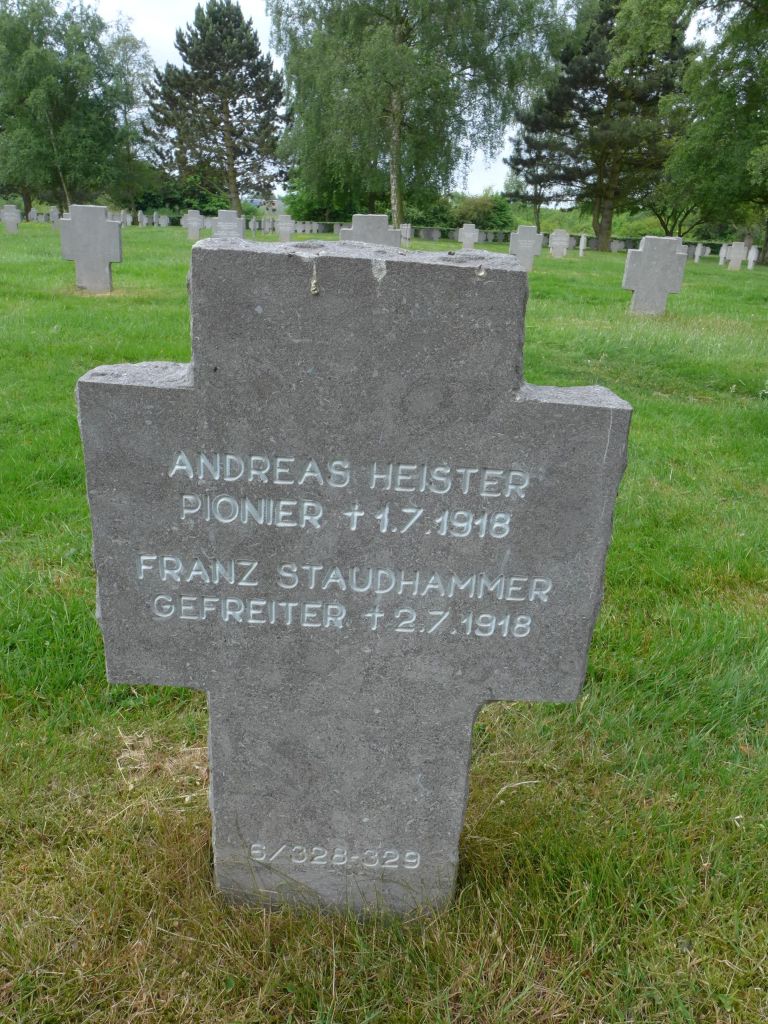 ANDREAS HEISTER
PIONIER † 1.7.1918
FRANZ STAUDHAMMER
GEFREITER † 2.7.1918
6/328-329